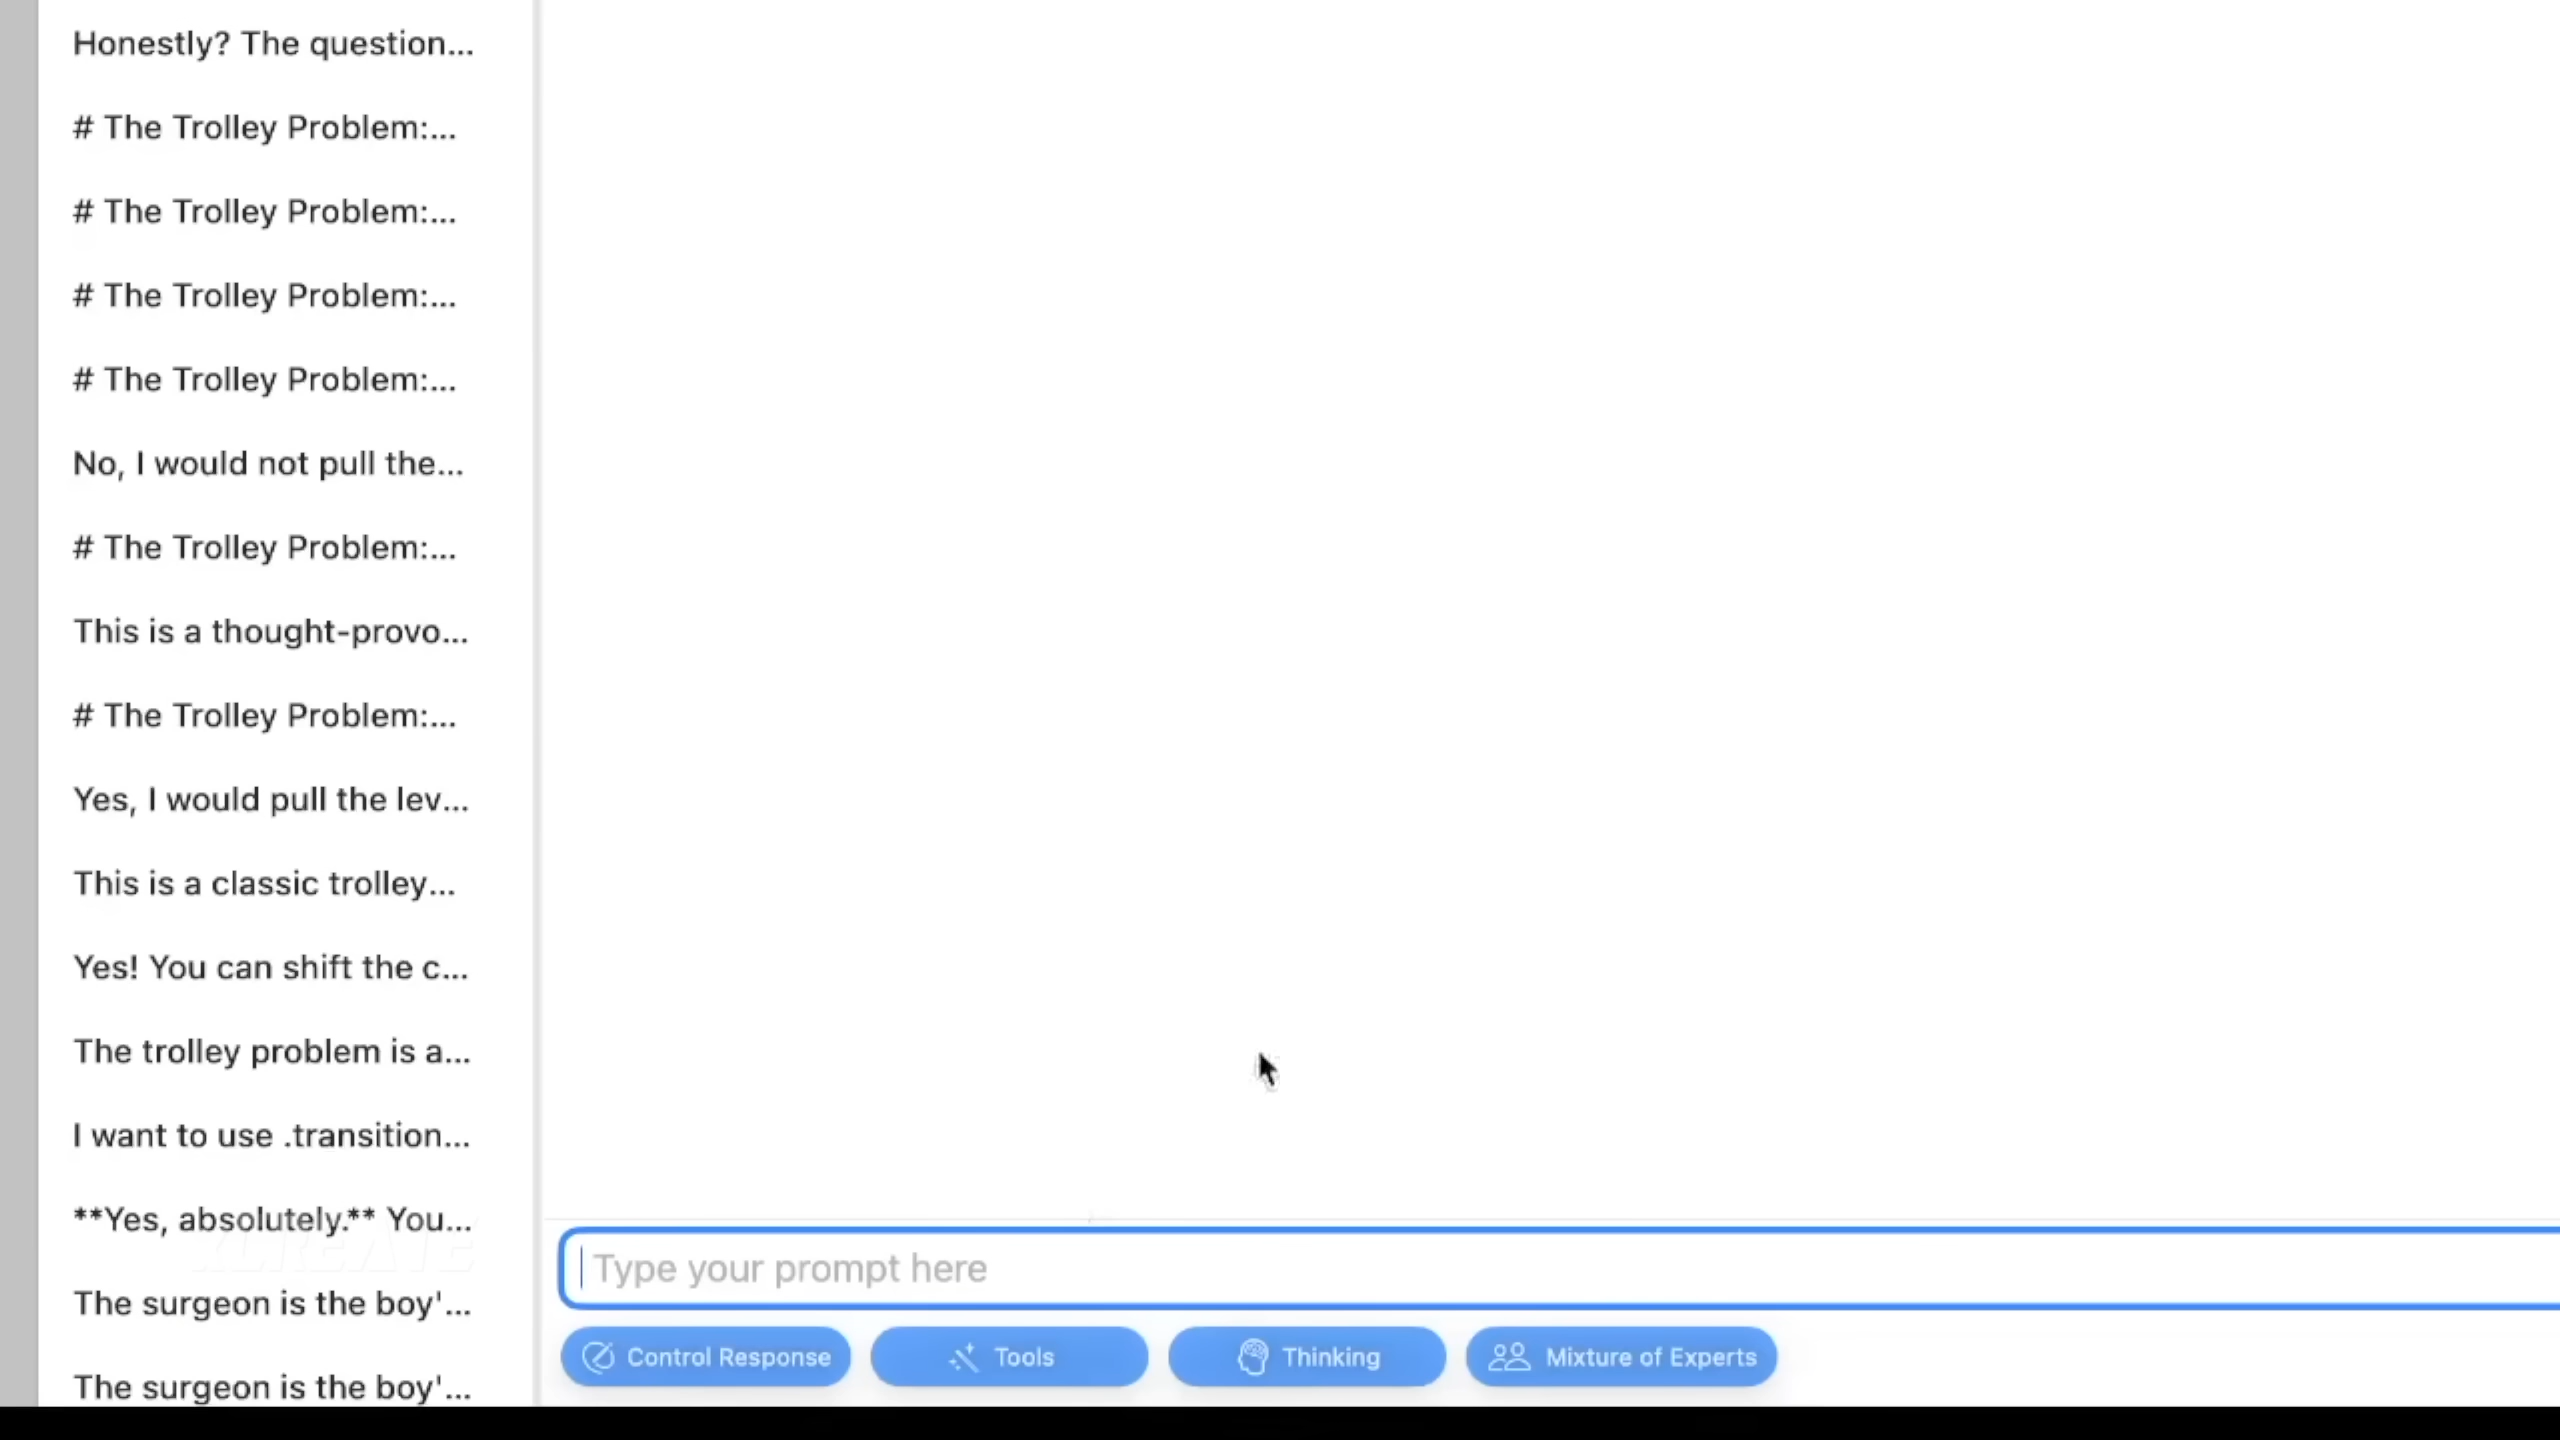 Honestly? The question...
# The Trolley Problem:...
# The Trolley Problem:...
# The Trolley Problem:...
# The Trolley Problem:...
No, I would not pull the...
# The Trolley Problem:...
This is a thought-provo...
# The Trolley Problem:...
Yes, I would pull the lev...
This is a classic trolley...
Yes! You can shift the c...
The trolley problem is a...
I want to use .transition...
**Yes, absolutely.** You...
The surgeon is the boy'...
The surgeon is the boy'...
Type your prompt here
Control Response
Tools
Thinking
Mixture of Experts